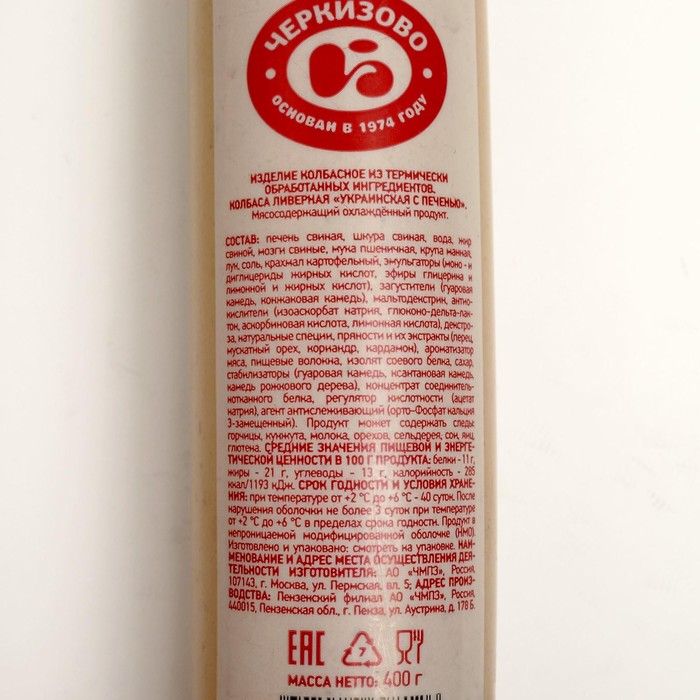 ЧЕРКИЗОВО
ОСНОВАН В 1974 ГОДУ
ИЗДЕЛИЕ КОЛБАСНОЕ ИЗ ТЕРМИЧЕСКИ
ОБРАБОТАННЫХ ИНГРЕДИЕНТОВ.
КОЛБАСА ЛИВЕРНАЯ «УКРАИНСКАЯ С ПЕЧЕНЬЮ».
Мясосодержащий охлаждённый продукт.
СОСТАВ: печень свиная, шкура свиная, вода, жир
свиной, мозги свиные, мука пшеничная, крупа манная,
лук, соль, крахмал картофельный, эмульгаторы (моно - и
диглицериды жирных кислот, эфиры глицерина и
лимонной и жирных кислот), загустители (гуаровая
камедь, конжаковая камедь), мальтодекстрин, антио-
кислители (изоаскорбат натрия, глюконо-дельта-лак-
тон, аскорбиновая кислота, лимонная кислота), декстро-
за, натуральные специи, пряности и их экстракты (перец,
мускатный орех, кориандр, кардамон), ароматизатор
мяса, пищевые волокна, изолят соевого белка, сахар,
стабилизаторы (гуаровая камедь, ксантановая камедь,
камедь рожкового дерева), концентрат соединитель-
нотканного белка, регулятор кислотности (ацетат
натрия), агент антислеживающий (орто-Фосфат кальция
3-замещенный). Продукт может содержать следы
горчицы, кунжута, молока, орехов, сельдерея, сои, яиц,
глютена. СРЕДНИЕ ЗНАЧЕНИЯ ПИЩЕВОЙ И ЭНЕРГЕ-
ТИЧЕСКОЙ ЦЕННОСТИ В 100 Г ПРОДУКТА: белки - 11 г,
жиры - 21 г, углеводы - 13 г, калорийность - 285
ккал/1193 кДж. СРОК ГОДНОСТИ И УСЛОВИЯ ХРАНЕ-
НИЯ: при температуре от +2 °С до +6 °С - 40 суток. После
нарушения оболочки не более 3 суток при температуре
от +2 °С до +6 °С в пределах срока годности. Продукт в
непроницаемой модифицированной оболочке (НМО).
Изготовлено и упаковано: смотреть на упаковке. НАИ-
МЕНОВАНИЕ И АДРЕС МЕСТА ОСУЩЕСТВЛЕНИЯ ДЕЯ-
ТЕЛЬНОСТИ ИЗГОТОВИТЕЛЯ: АО «ЧМПЗ», Россия,
107143, г. Москва, ул. Пермская, вл. 5; АДРЕС ПРОИЗ-
ВОДСТВА: Пензенский филиал АО «ЧМПЗ», Россия,
440015, Пензенская обл., г. Пенза, ул. Аустрина, д. 178 Б.
ЕАС 7
МАССА НЕТТО: 400 г